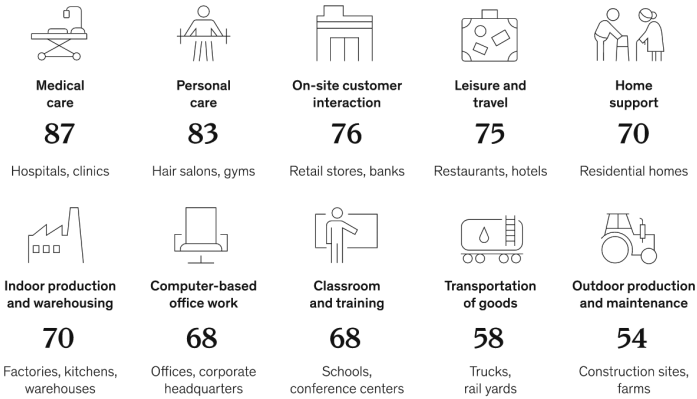 Medical
care
87
Hospitals, clinics
Personal
care
83
Hair salons, gyms
On-site customer
interaction
76
Retail stores, banks
Leisure and
travel
75
Restaurants, hotels
Home
support
70
Residential homes
Indoor production
and warehousing
70
Factories, kitchens,
warehouses
Computer-based
office work
68
Offices, corporate
headquarters
Classroom
and training
68
Schools,
conference centers
Transportation
of goods
58
Trucks,
rail yards
Outdoor production
and maintenance
54
Construction sites,
farms